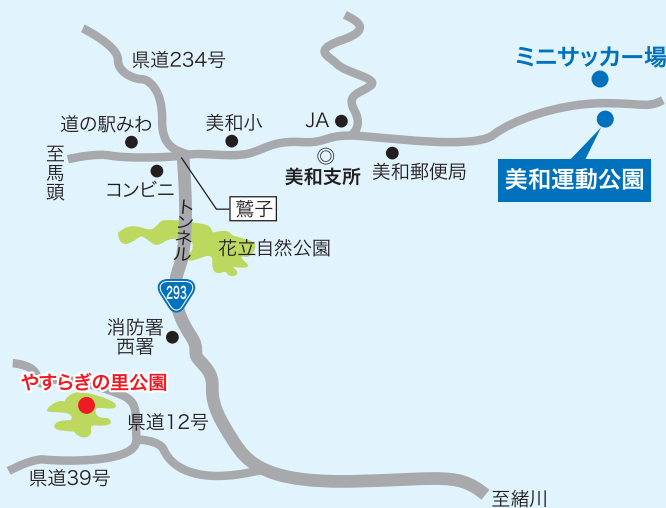 県道234号
ミニサッカー場
道の駅みわ
美和小
JA
至馬頭
コンビニ
美和支所
美和郵便局
美和運動公園
鷲子
トンネル
花立自然公園
293
消防署
西署
やすらぎの里公園
県道12号
県道39号
至緒川